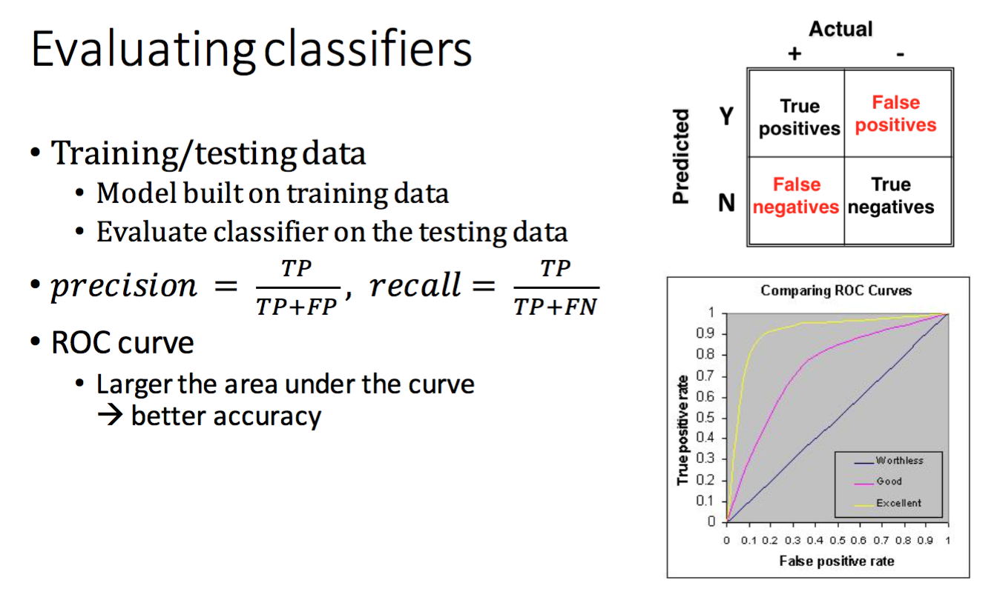 Evaluating classifiers
• Training/testing data
• Model built on training data
• Evaluate classifier on the testing data
• precision = TP/TP+FP, recall = TP/TP+FN
• ROC curve
• Larger the area under the curve
→ better accuracy
Actual
+ -
Predicted
Y
True positives
False positives
N
False negatives
True negatives
Comparing ROC Curves
True positive rate
1
0.9
0.8
0.7
0.6
0.5
0.4
0.3
0.2
0.1
0
Worthless
Good
Excellent
0 0.1 0.2 0.3 0.4 0.5 0.6 0.7 0.8 0.9 1
False positive rate